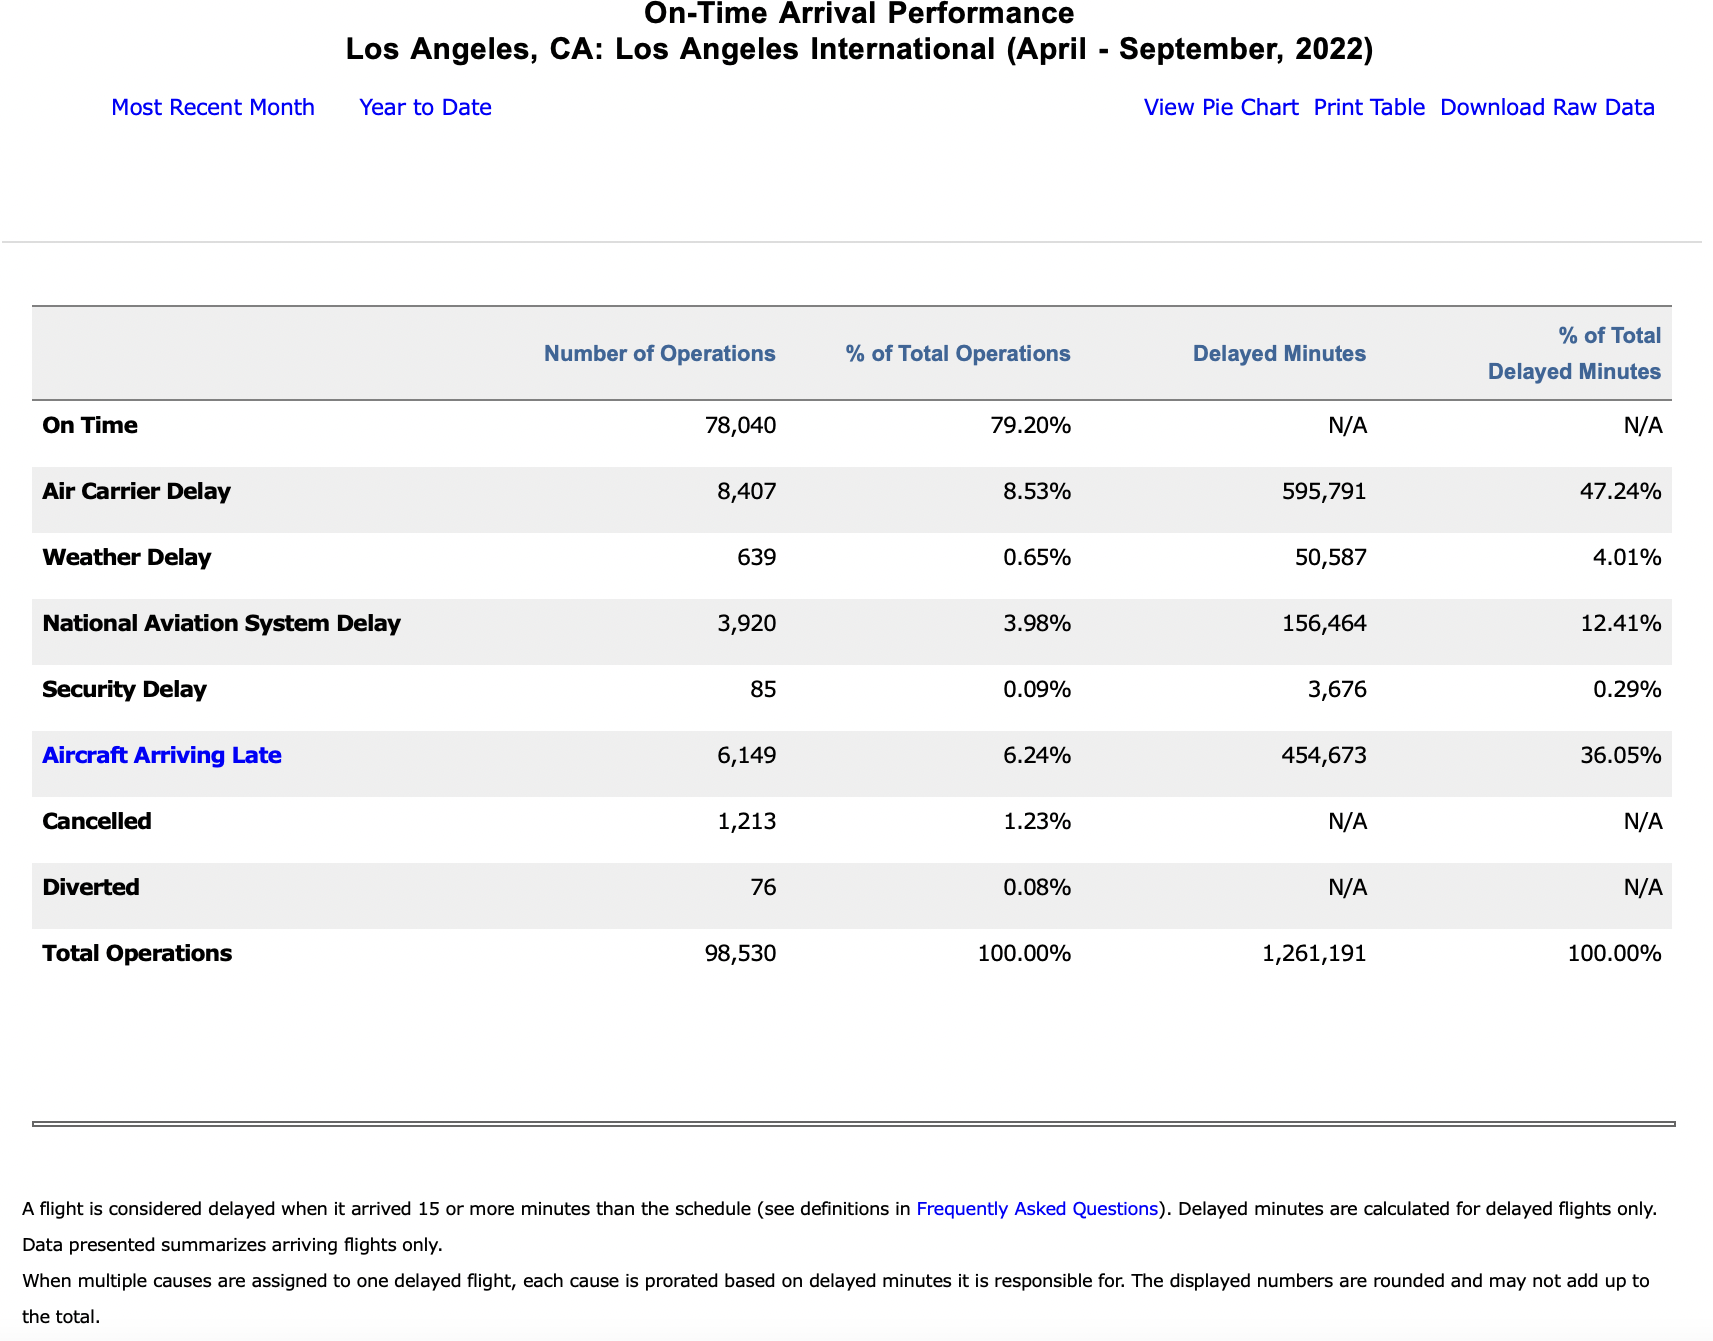 On-Time Arrival Performance
Los Angeles, CA: Los Angeles International (April - September, 2022)
Most Recent Month Year to Date View Pie Chart Print Table Download Raw Data
Number of Operations % of Total Operations Delayed Minutes % of Total
Delayed Minutes
On Time 78,040 79.20% N/A N/A
Air Carrier Delay 8,407 8.53% 595,791 47.24%
Weather Delay 639 0.65% 50,587 4.01%
National Aviation System Delay 3,920 3.98% 156,464 12.41%
Security Delay 85 0.09% 3,676 0.29%
Aircraft Arriving Late 6,149 6.24% 454,673 36.05%
Cancelled 1,213 1.23% N/A N/A
Diverted 76 0.08% N/A N/A
Total Operations 98,530 100.00% 1,261,191 100.00%
A flight is considered delayed when it arrived 15 or more minutes than the schedule (see definitions in Frequently Asked Questions). Delayed minutes are calculated for delayed flights only.
Data presented summarizes arriving flights only.
When multiple causes are assigned to one delayed flight, each cause is prorated based on delayed minutes it is responsible for. The displayed numbers are rounded and may not add up to
the total.